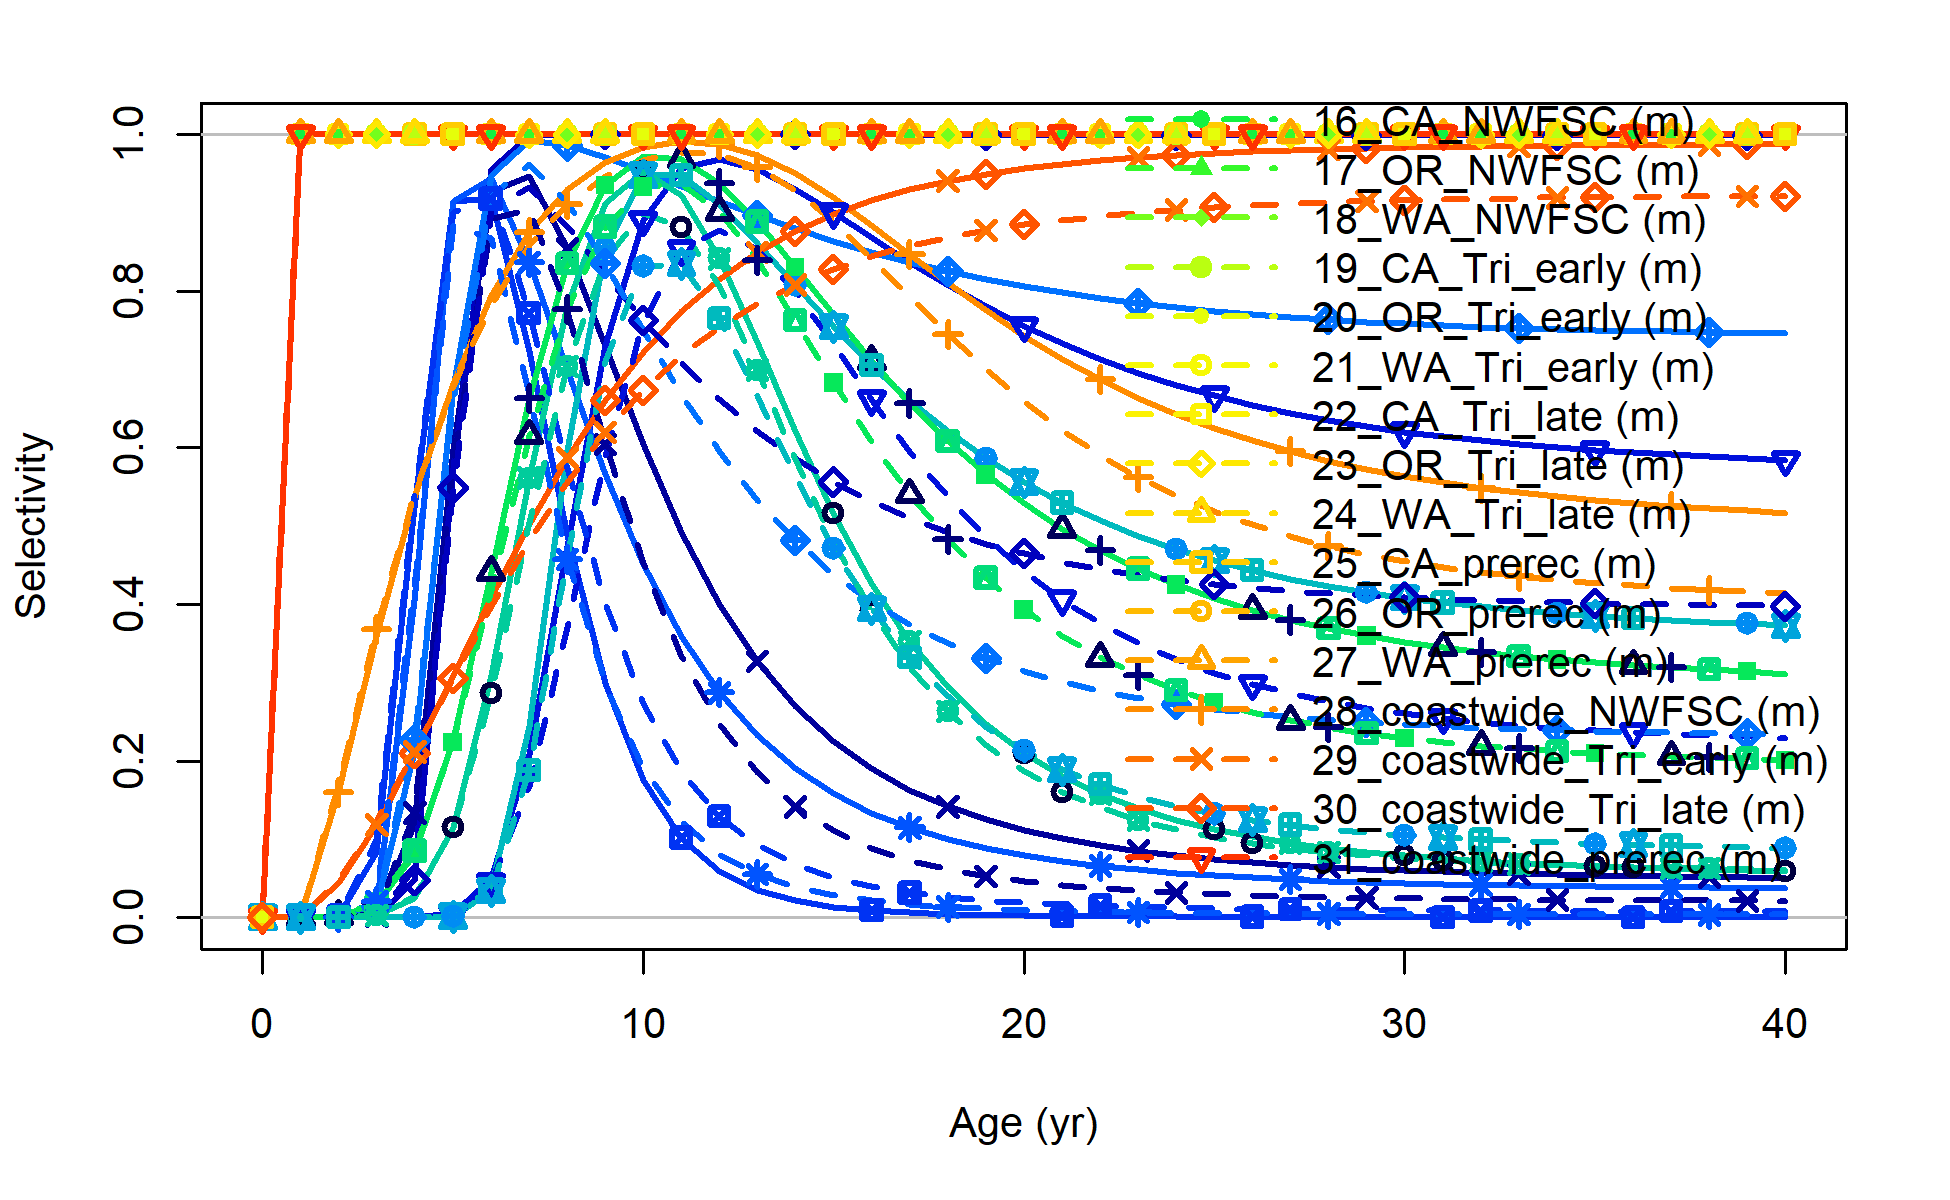 1.0
0.8
0.6
0.4
0.2
0.0
Selectivity
16_CA_NWFSC (m)
17_OR_NWFSC (m)
18_WA_NWFSC (m)
19_CA_Tri_early (m)
20_OR_Tri_early (m)
21_WA_Tri_early (m)
22_CA_Tri_late (m)
23_OR_Tri_late (m)
24_WA_Tri_late (m)
25_CA_prerec (m)
26_OR_prerec (m)
27_WA_prerec (m)
28_coastwide_NWFSC (m)
29_coastwide_Tri_early (m)
30_coastwide_Tri_late (m)
31_coastwide_prerec (m)
0 10 20 30 40
Age (yr)